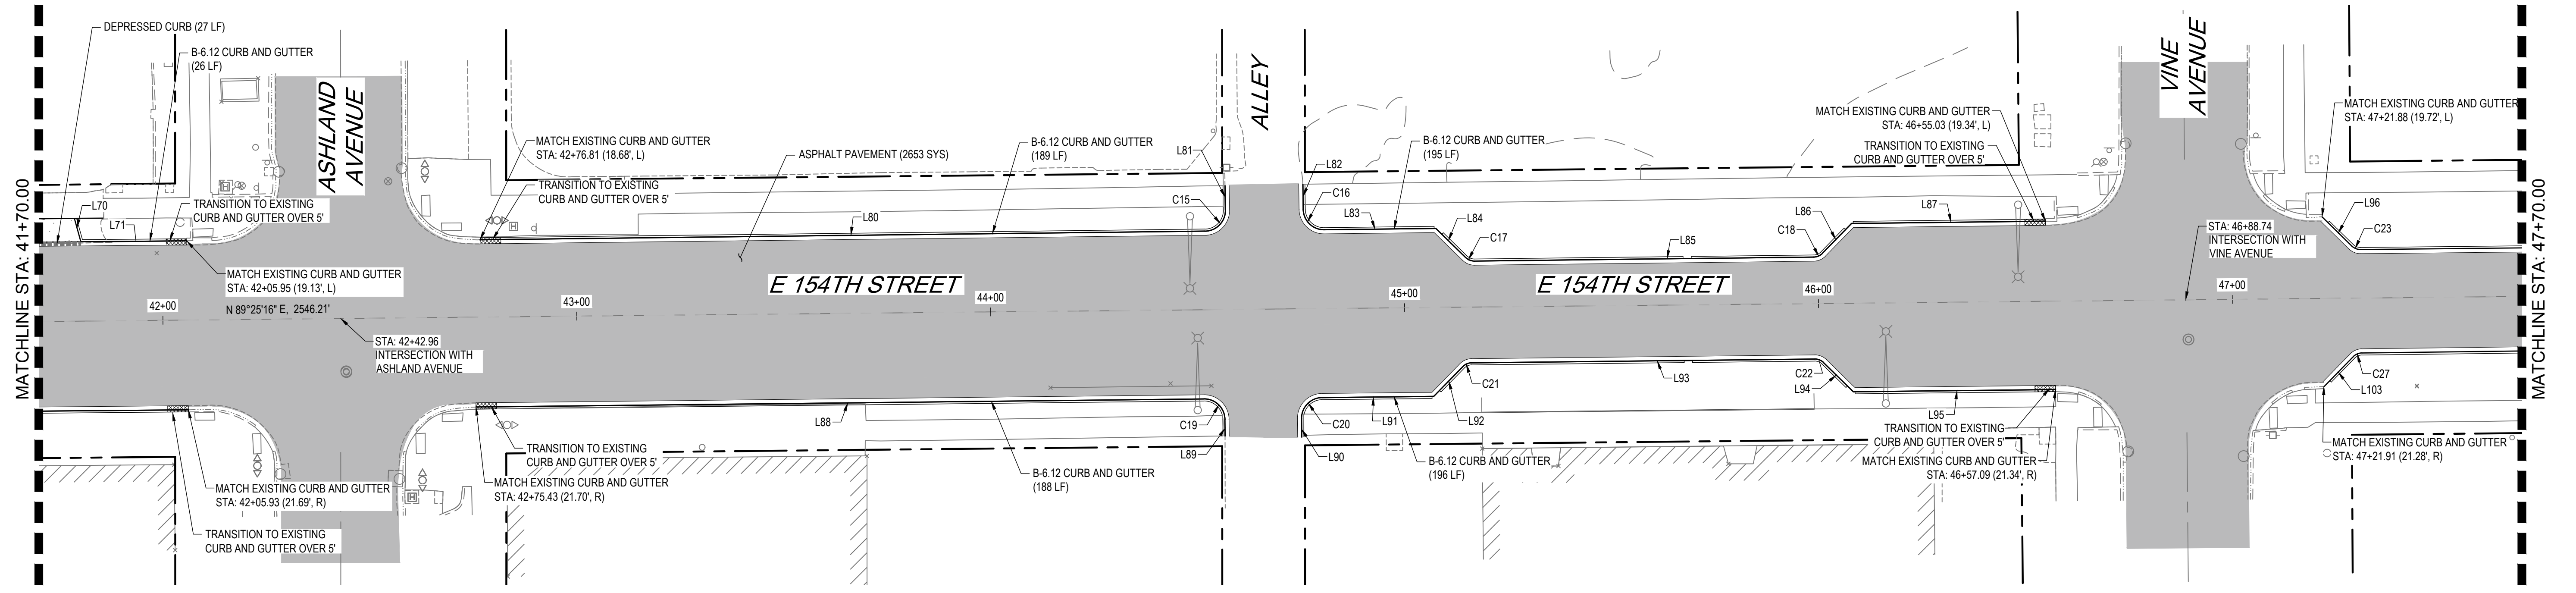 DEPRESSED CURB (27 LF)
B-6.12 CURB AND GUTTER
(26 LF)
L70
L71
TRANSITION TO EXISTING
CURB AND GUTTER OVER 5'
MATCH EXISTING CURB AND GUTTER
STA: 42+05.95 (19.13', L)
ASHLAND
AVENUE
MATCHLINE STA: 41+70.00
42+00
N 89°25'16" E, 2546.21'
STA: 42+42.96
INTERSECTION WITH
ASHLAND AVENUE
MATCH EXISTING CURB AND GUTTER
STA: 42+05.93 (21.69', R)
TRANSITION TO EXISTING
CURB AND GUTTER OVER 5'
MATCH EXISTING CURB AND GUTTER
STA: 42+76.81 (18.68', L)
TRANSITION TO EXISTING
CURB AND GUTTER OVER 5'
H
H
H
ASPHALT PAVEMENT (2653 SYS)
B-6.12 CURB AND GUTTER
(189 LF)
L80
L81
C15
43+00
44+00
E 154TH STREET
TRANSITION TO EXISTING
CURB AND GUTTER OVER 5'
MATCH EXISTING CURB AND GUTTER
STA: 42+75.43 (21.70', R)
L88
C19
L89
B-6.12 CURB AND GUTTER
(188 LF)
ALLEY
L82
C16
L83
B-6.12 CURB AND GUTTER
(195 LF)
L84
C17
L85
L86
C18
L87
MATCH EXISTING CURB AND GUTTER
STA: 46+55.03 (19.34', L)
TRANSITION TO EXISTING
CURB AND GUTTER OVER 5'
E 154TH STREET
45+00
46+00
C20
L90
L91
L92
C21
B-6.12 CURB AND GUTTER
(196 LF)
L93
C22
L94
L95
TRANSITION TO EXISTING
CURB AND GUTTER OVER 5'
MATCH EXISTING CURB AND GUTTER
STA: 46+57.09 (21.34', R)
VINE
AVENUE
MATCH EXISTING CURB AND GUTTER
STA: 47+21.88 (19.72', L)
L96
C23
STA: 46+88.74
INTERSECTION WITH
VINE AVENUE
47+00
C27
L103
MATCH EXISTING CURB AND GUTTER
STA: 47+21.91 (21.28', R)
MATCHLINE STA: 47+70.00